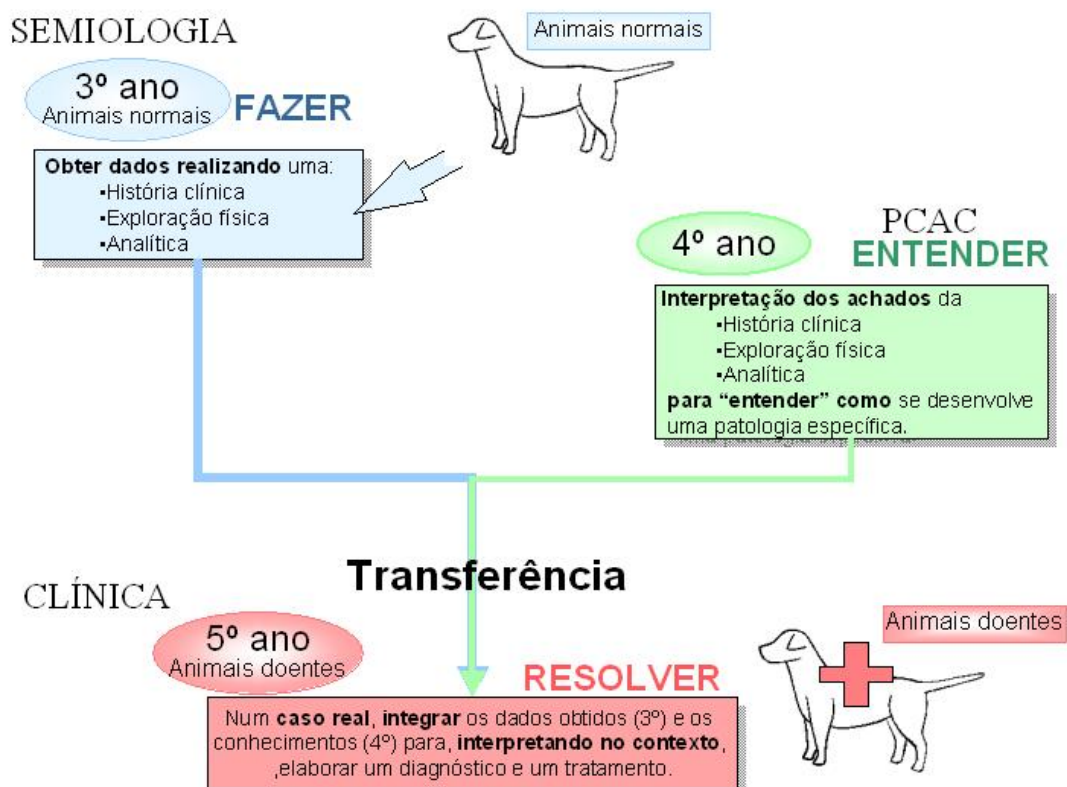 SEMIOLOGIA
3º ano
Animais normais
FAZER
Animais normais
Obter dados realizando uma:
▪História clínica
▪Exploração física
▪Analítica
4º ano
PCAC
ENTENDER
Interpretação dos achados da
▪História clínica
▪Exploração física
▪Analítica
para “entender” como se desenvolve
uma patologia específica.
Transferência
CLÍNICA
5º ano
Animais doentes
RESOLVER
Animais doentes
Num caso real, integrar os dados obtidos (3º) e os
conhecimentos (4º) para, interpretando no contexto,
,elaborar um diagnóstico e um tratamento.